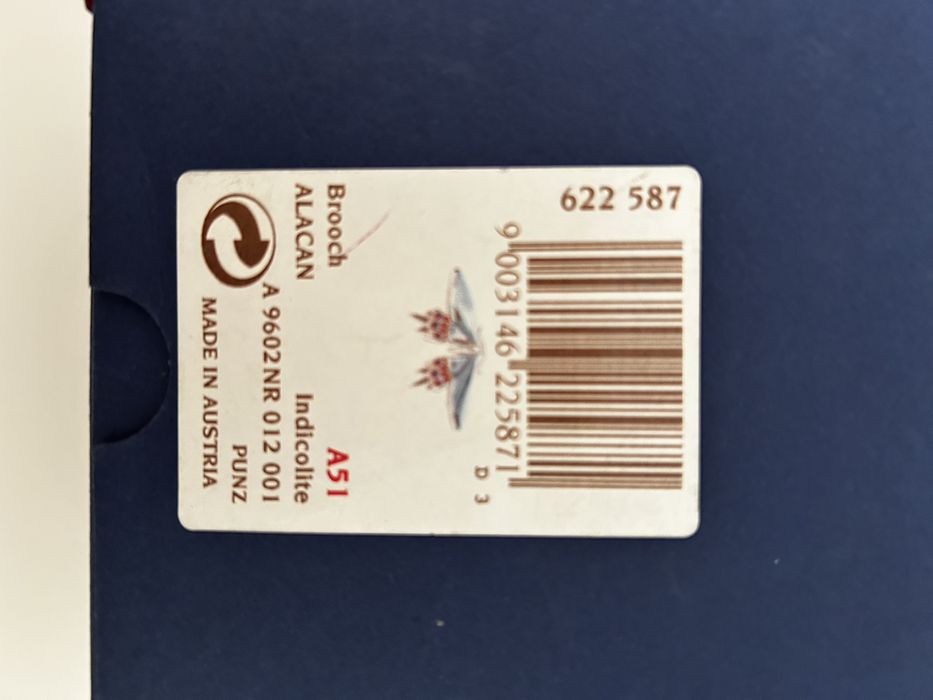 622 587
9 003146 225871
D 3
A51
Brooch
ALACAN Indicolite
A 9602NR 012 001
PUNZ
MADE IN AUSTRIA